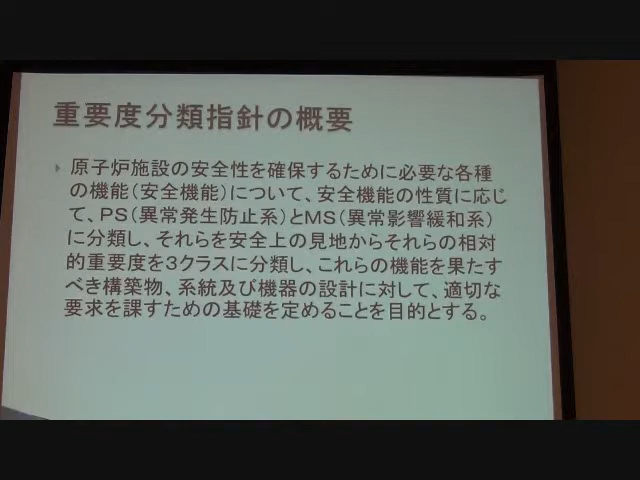 重要度分類指針の概要
原子炉施設の安全性を確保するために必要な各種
の機能(安全機能)について、安全機能の性質に応じ
て、PS(異常発生防止系)とMS(異常影響緩和系)
に分類し、それらを安全上の見地からそれらの相対
的重要度を3クラスに分類し、これらの機能を果たす
べき構築物、系統及び機器の設計に対して、適切な
要求を課すための基礎を定めることを目的とする。